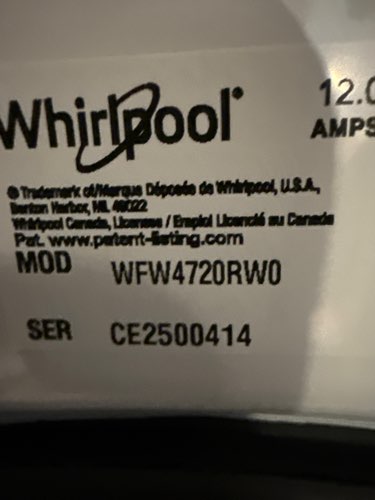 Whirlpool®
12.0
AMPS
® Trademark of/Marque Déposée de Whirlpool, U.S.A.,
Benton Harbor, MI. 49022
Whirlpool Canada, Licensee / Emploi Licencié au Canada
Pat. www.patent-listing.com
MOD WFW4720RW0
SER CE2500414